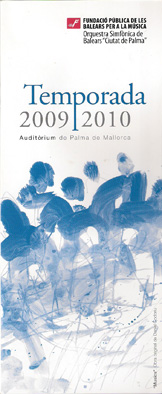 FUNDACIÓ PÚBLICA DE LES
BALEARS PER A LA MÚSICA
Orquestra Simfònica de
Balears "Ciutat de Palma"
Temporada
2009 2010
Auditòrium de Palma de Mallorca